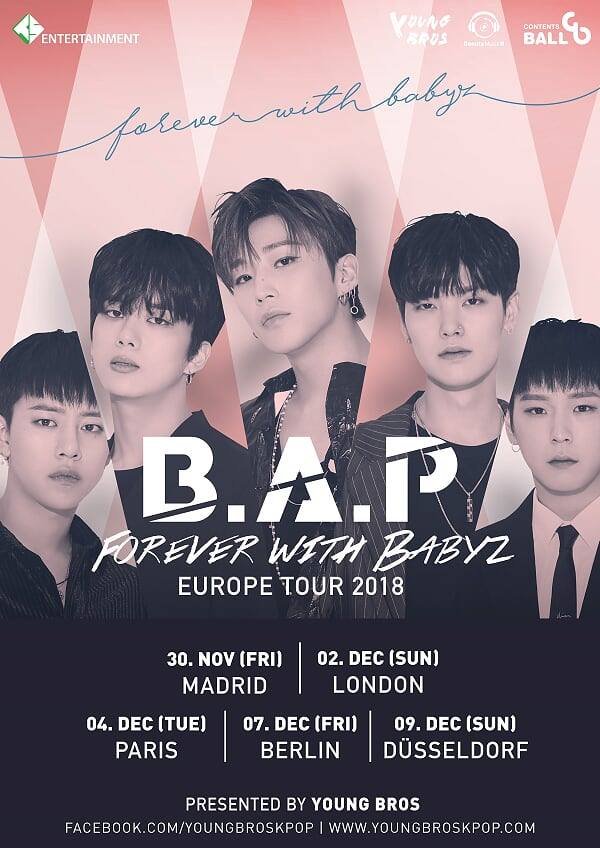 TS ENTERTAINMENT
YOUNG BROS
CONTENTS BALL
forever with babyz
B.A.P
FOREVER WITH BABYZ
EUROPE TOUR 2018
30. NOV (FRI) | 02. DEC (SUN)
MADRID | LONDON
04. DEC (TUE) | 07. DEC (FRI) | 09. DEC (SUN)
PARIS | BERLIN | DÜSSELDORF
PRESENTED BY YOUNG BROS
FACEBOOK.COM/YOUNGBROSKPOP | WWW.YOUNGBROSKPOP.COM